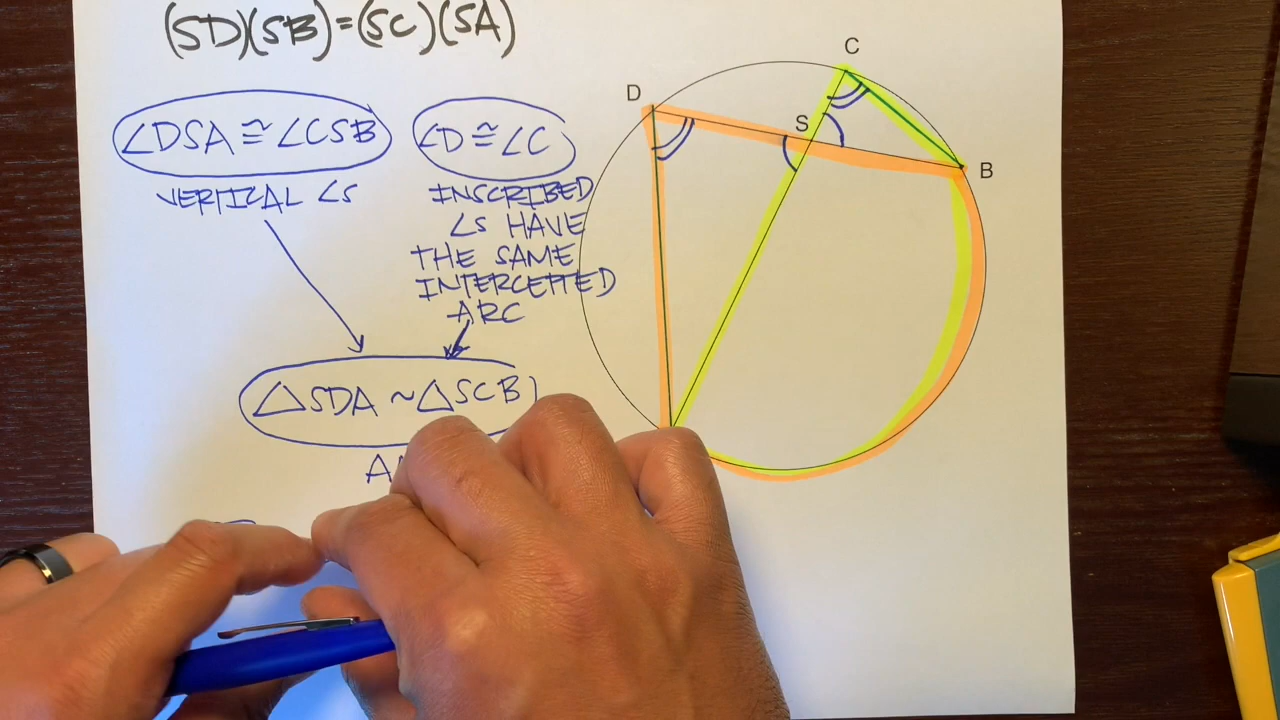 (SD)(SB)=(SC)(SA)
∠DSA ≅ ∠CSB
VERTICAL ∠S
∠D ≅ ∠C
INSCRIBED
∠S HAVE
THE SAME
INTERCEPTED
ARC
△SDA ~ △SCB
D
C
S
B